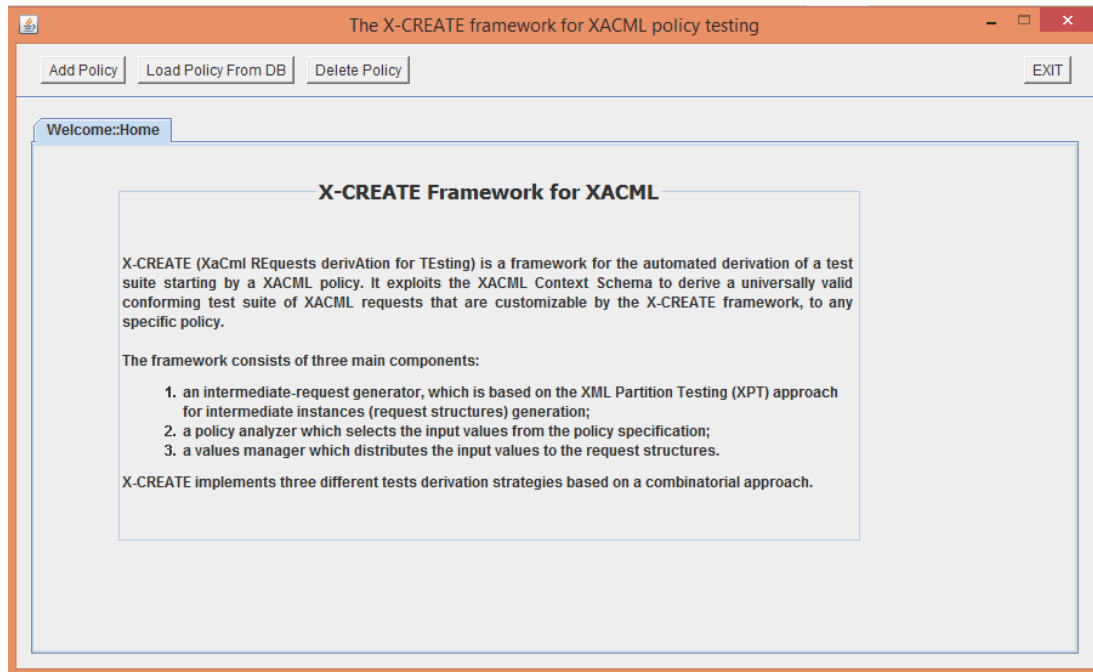 The X-CREATE framework for XACML policy testing
Add Policy Load Policy From DB Delete Policy EXIT
Welcome::Home
X-CREATE Framework for XACML
X-CREATE (XaCml REquests derivAtion for TEsting) is a framework for the automated derivation of a test
suite starting by a XACML policy. It exploits the XACML Context Schema to derive a universally valid
conforming test suite of XACML requests that are customizable by the X-CREATE framework, to any
specific policy.
The framework consists of three main components:
1. an intermediate-request generator, which is based on the XML Partition Testing (XPT) approach
for intermediate instances (request structures) generation;
2. a policy analyzer which selects the input values from the policy specification;
3. a values manager which distributes the input values to the request structures.
X-CREATE implements three different tests derivation strategies based on a combinatorial approach.